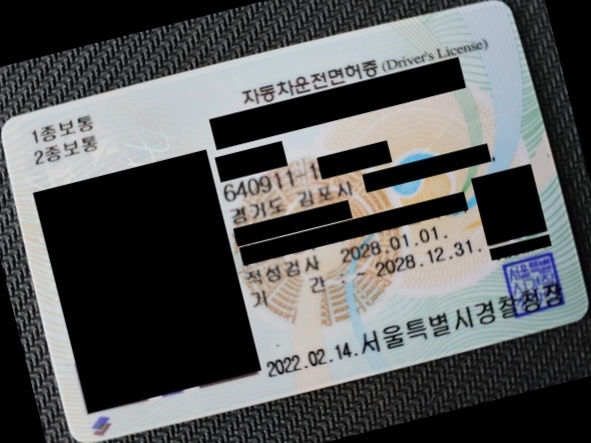 자동차운전면허증 (Driver's License)
1종보통
2종보통
640911-1
경기도 김포시
적성검사 2028.01.01.
기 간 : ~ 2028.12.31.
2022.02.14. 서울특별시경찰청장